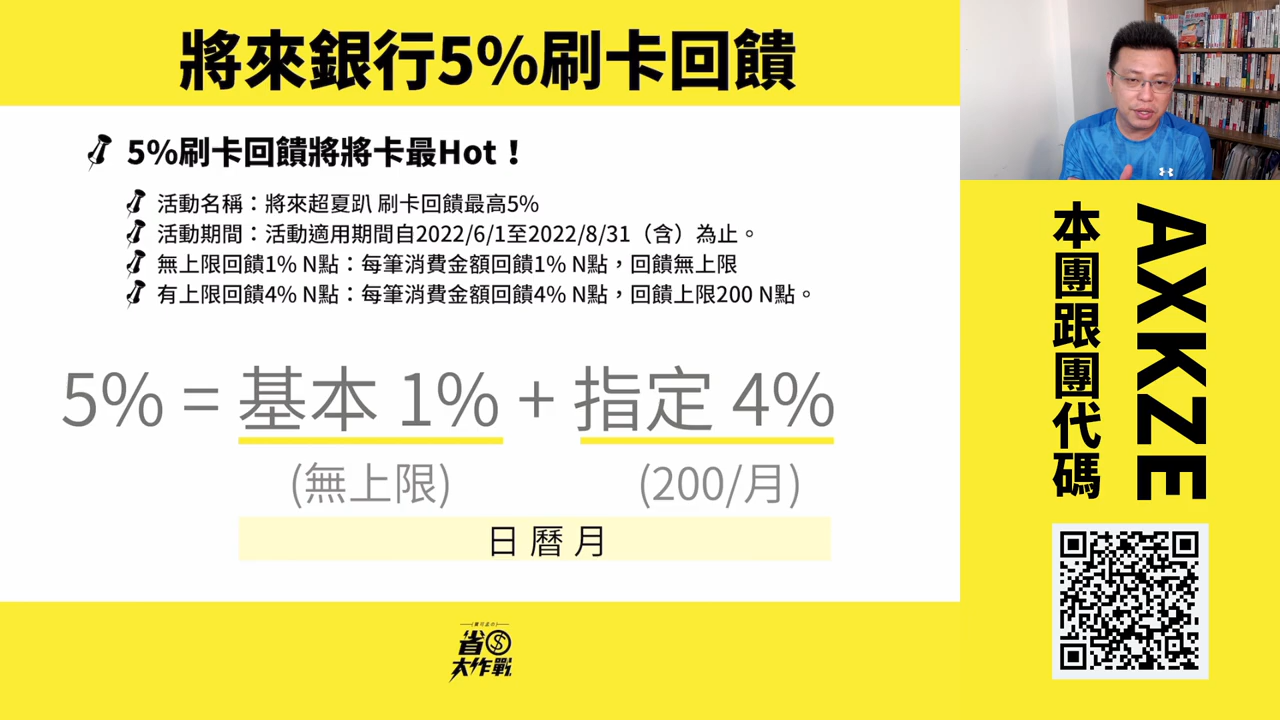 將來銀行5%刷卡回饋
5%刷卡回饋將將卡最Hot！
活動名稱：將來超夏趴 刷卡回饋最高5%
活動期間：活動適用期間自2022/6/1至2022/8/31（含）為止。
無上限回饋1% N點：每筆消費金額回饋1% N點，回饋無上限
有上限回饋4% N點：每筆消費金額回饋4% N點，回饋上限200 N點。
5% = 基本 1% + 指定 4%
(無上限) (200/月)
日曆月
省$
大作戰
AXKZE
本團跟團代碼